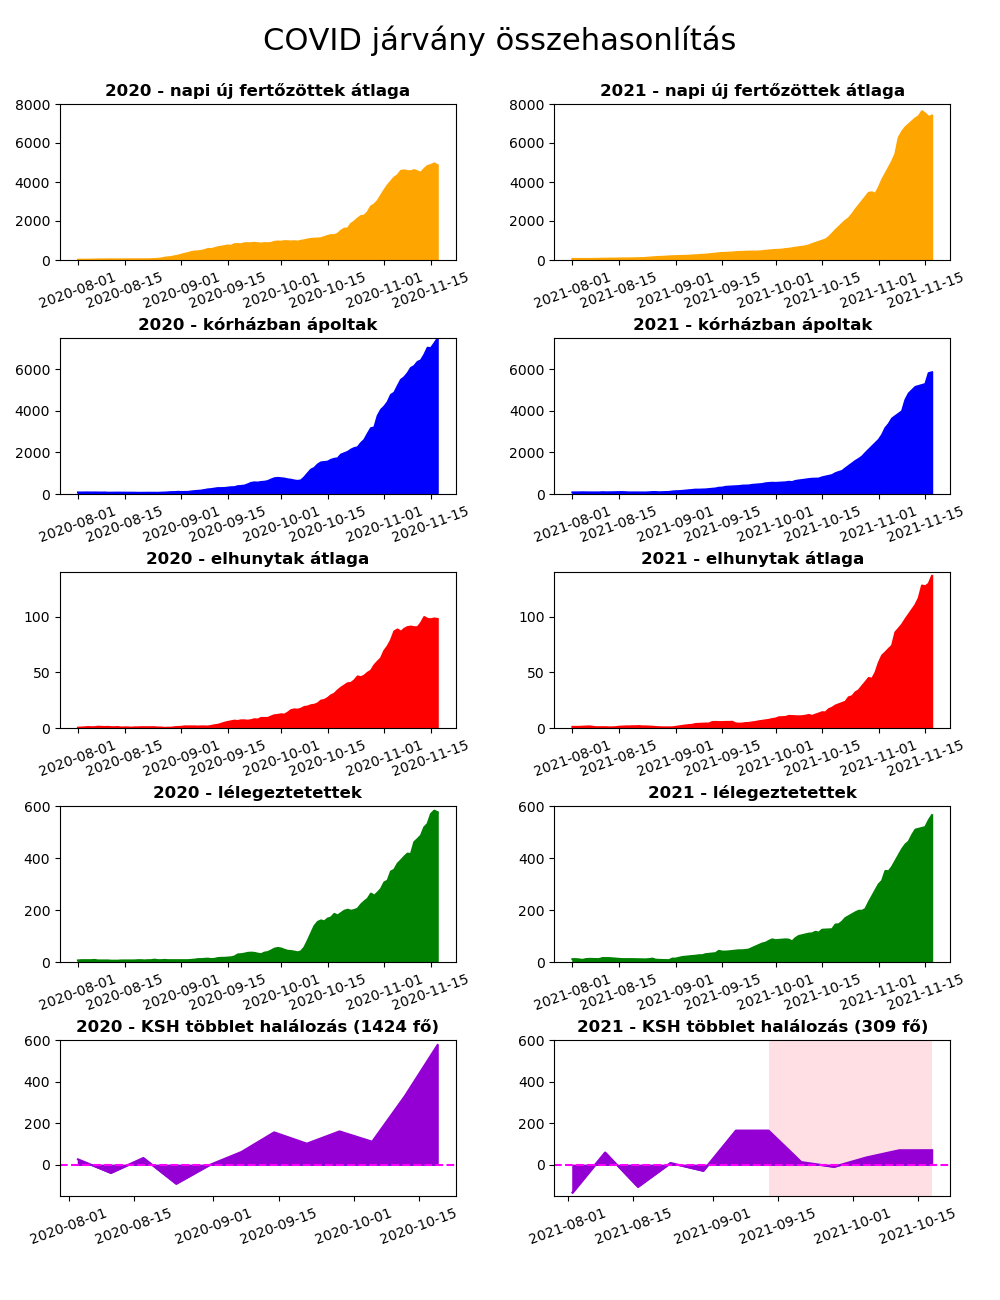 COVID járvány összehasonlítás
2020 - napi új fertőzöttek átlaga
8000
6000
4000
2000
0
2020-08-01 2020-08-15 2020-09-01 2020-09-15 2020-10-01 2020-10-15 2020-11-01 2020-11-15
2021 - napi új fertőzöttek átlaga
8000
6000
4000
2000
0
2021-08-01 2021-08-15 2021-09-01 2021-09-15 2021-10-01 2021-10-15 2021-11-01 2021-11-15
2020 - kórházban ápoltak
6000
4000
2000
0
2020-08-01 2020-08-15 2020-09-01 2020-09-15 2020-10-01 2020-10-15 2020-11-01 2020-11-15
2021 - kórházban ápoltak
6000
4000
2000
0
2021-08-01 2021-08-15 2021-09-01 2021-09-15 2021-10-01 2021-10-15 2021-11-01 2021-11-15
2020 - elhunytak átlaga
100
50
0
2020-08-01 2020-08-15 2020-09-01 2020-09-15 2020-10-01 2020-10-15 2020-11-01 2020-11-15
2021 - elhunytak átlaga
100
50
0
2021-08-01 2021-08-15 2021-09-01 2021-09-15 2021-10-01 2021-10-15 2021-11-01 2021-11-15
2020 - lélegeztetettek
600
400
200
0
2020-08-01 2020-08-15 2020-09-01 2020-09-15 2020-10-01 2020-10-15 2020-11-01 2020-11-15
2021 - lélegeztetettek
600
400
200
0
2021-08-01 2021-08-15 2021-09-01 2021-09-15 2021-10-01 2021-10-15 2021-11-01 2021-11-15
2020 - KSH többlet halálozás (1424 fő)
600
400
200
0
2020-08-01 2020-08-15 2020-09-01 2020-09-15 2020-10-01 2020-10-15
2021 - KSH többlet halálozás (309 fő)
600
400
200
0
2021-08-01 2021-08-15 2021-09-01 2021-09-15 2021-10-01 2021-10-15